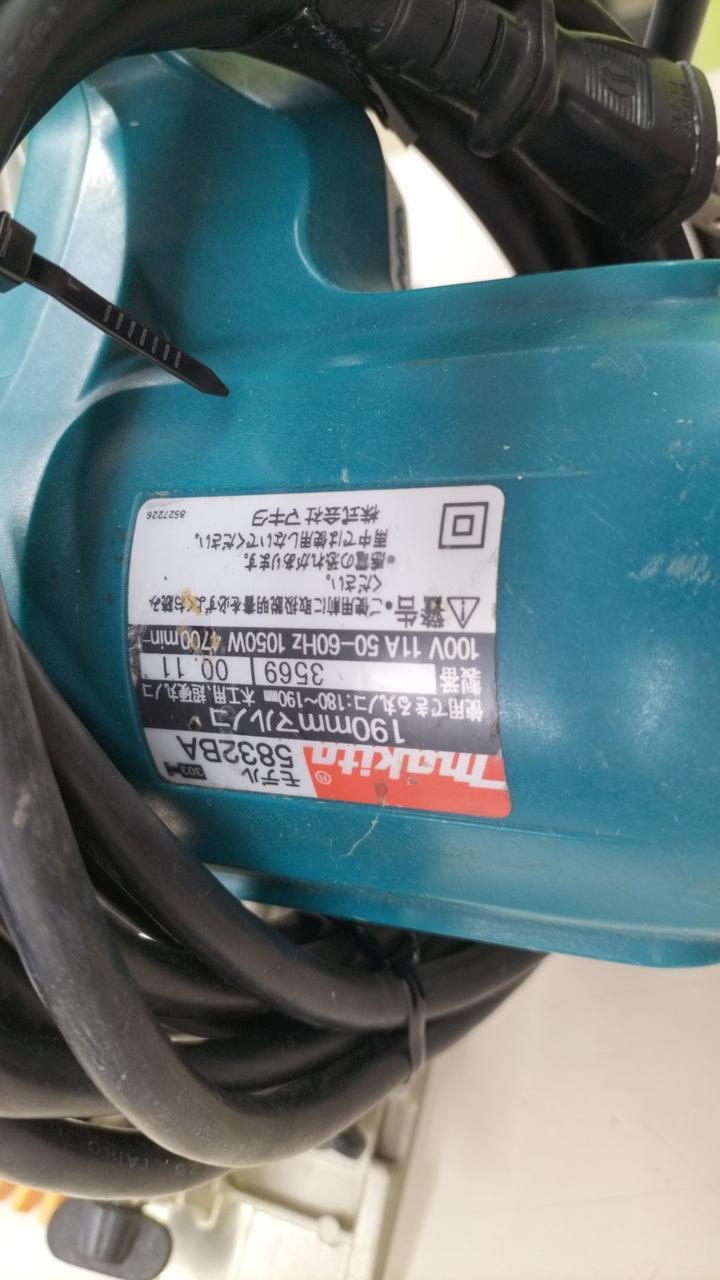 makita® モデル 5832BA 303
190mmマルノコ
使用できる丸ノコ:180〜190mm 木工用、超硬丸ノコ
製番 3569 00.11
100V 11A 50-60Hz 1050W 4700min⁻
警告 •ご使用前に取扱説明書を必ずよくお読み
ください。
•感電の恐れがあります。
雨中では使用しないでください。
株式会社マキタ 8527226